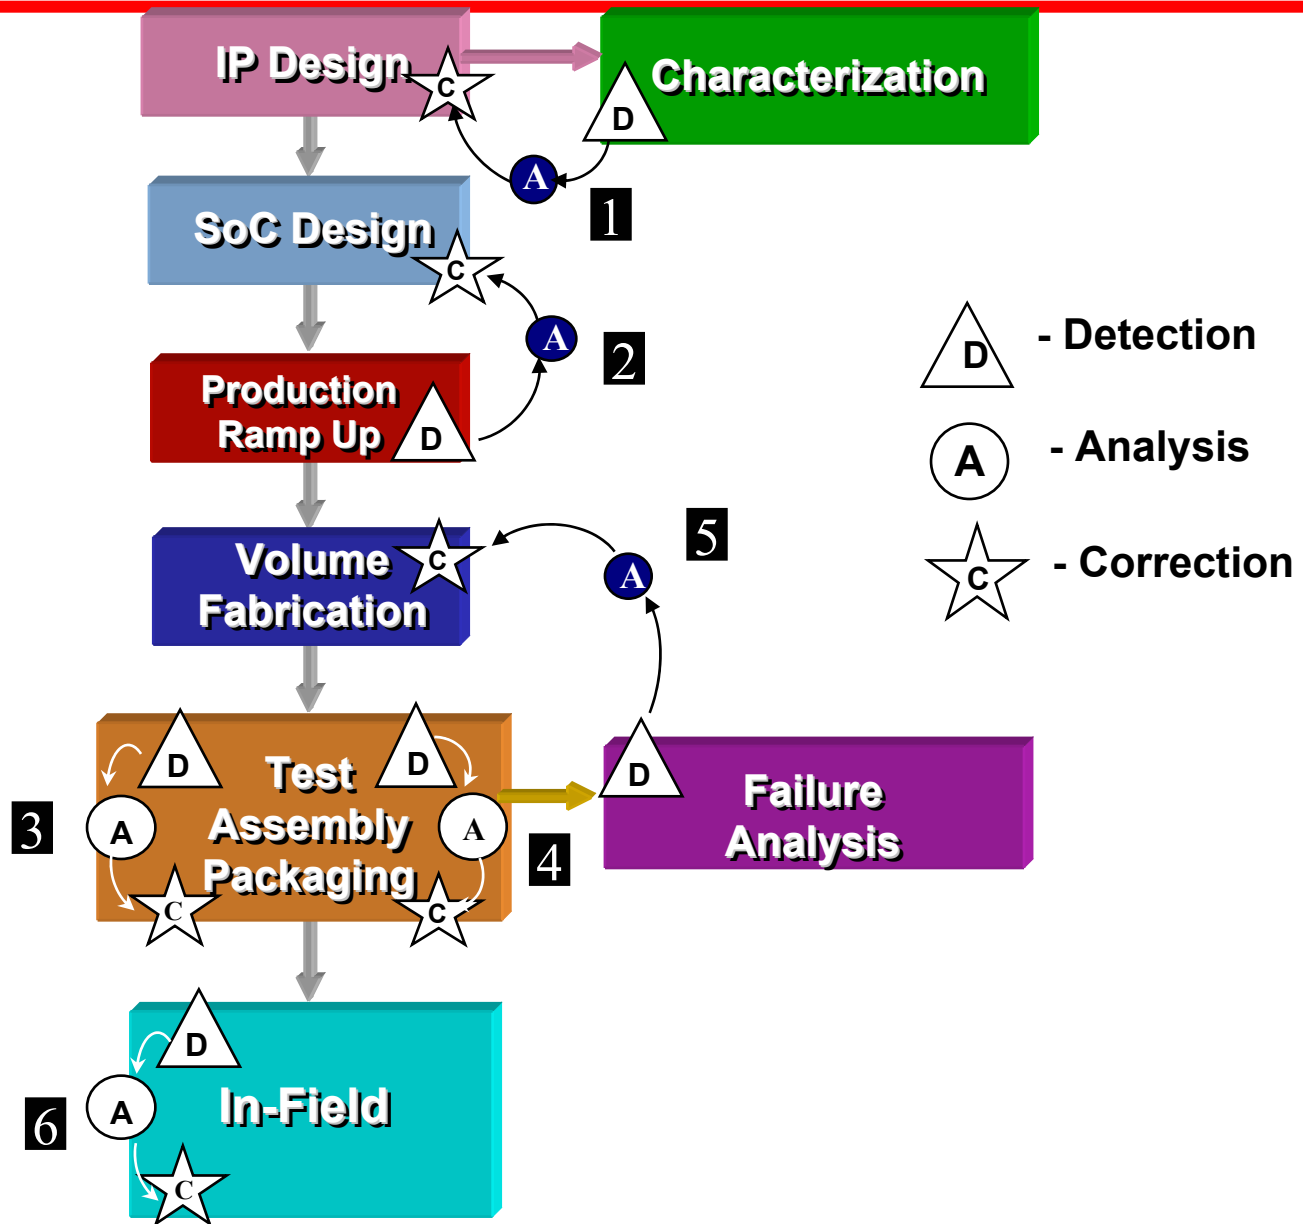 IP Design
C
Characterization
D
A
1
SoC Design
C
A
2
Production
Ramp Up
D
D
- Detection
A
- Analysis
C
- Correction
Volume
Fabrication
C
A
5
D
D
Test
Assembly
Packaging
3
A
A
4
C
C
D
Failure
Analysis
D
A
6
In-Field
C